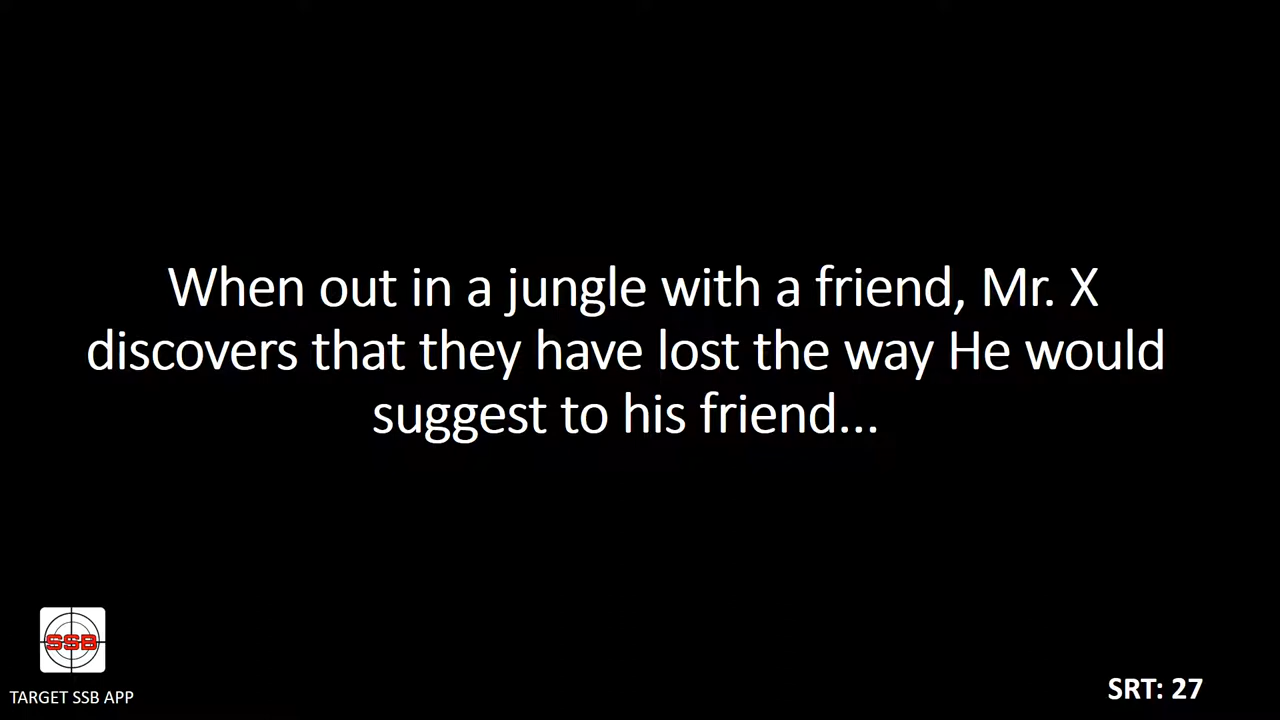 When out in a jungle with a friend, Mr. X
discovers that they have lost the way He would
suggest to his friend...
SSB
TARGET SSB APP
SRT: 27